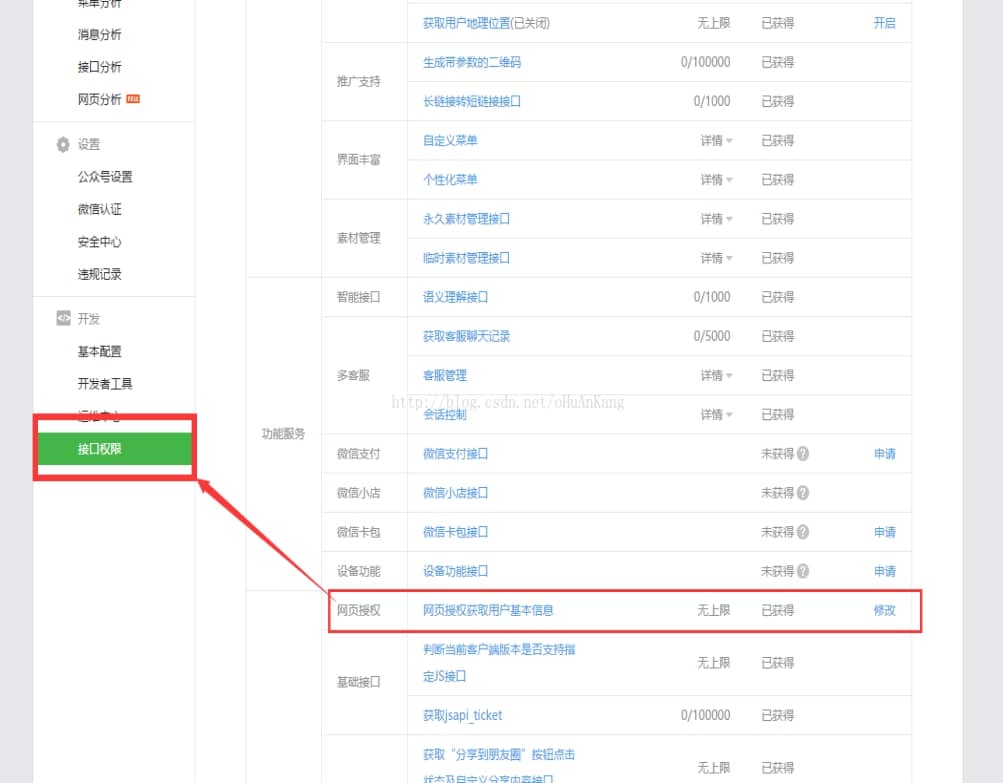 菜单分析
消息分析
接口分析
网页分析
设置
公众号设置
微信认证
安全中心
违规记录
开发
基本配置
开发者工具
运维中心
接口权限
获取用户地理位置(已关闭) 无上限 已获得 开启
推广支持
生成带参数的二维码 0/100000 已获得
长链接转短链接接口 0/1000 已获得
界面丰富
自定义菜单 详情 已获得
个性化菜单 详情 已获得
素材管理
永久素材管理接口 详情 已获得
临时素材管理接口 详情 已获得
功能服务
智能接口 语义理解接口 0/1000 已获得
多客服
获取客服聊天记录 0/5000 已获得
客服管理 详情 已获得
http://blog.csdn.net/oHuAnKang
会话控制 详情 已获得
微信支付 微信支付接口 未获得 ? 申请
微信小店 微信小店接口 未获得 ?
微信卡包 微信卡包接口 未获得 ? 申请
设备功能 设备功能接口 未获得 ? 申请
网页授权 网页授权获取用户基本信息 无上限 已获得 修改
基础接口
判断当前客户端版本是否支持指
定JS接口 无上限 已获得
获取jsapi_ticket 0/100000 已获得
获取“分享到朋友圈”按钮点击
状态及自定义分享内容接口 无上限 已获得